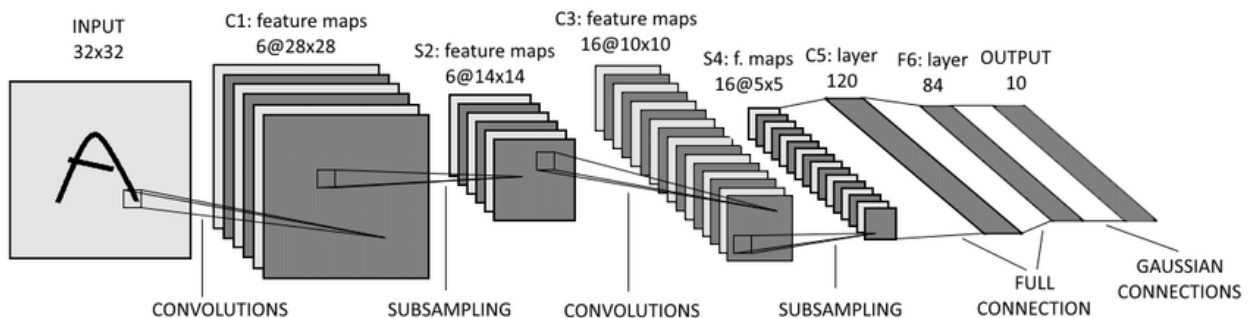 INPUT
32x32
C1: feature maps
6@28x28
S2: feature maps
6@14x14
C3: feature maps
16@10x10
S4: f. maps
16@5x5
C5: layer
120
F6: layer
84
OUTPUT
10
A
CONVOLUTIONS
SUBSAMPLING
CONVOLUTIONS
SUBSAMPLING
FULL
CONNECTION
GAUSSIAN
CONNECTIONS